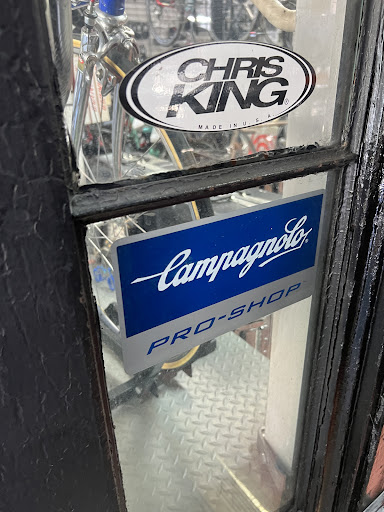 CHRIS
KING®
MADE IN U.S.A.
Campagnolo®
PRO-SHOP